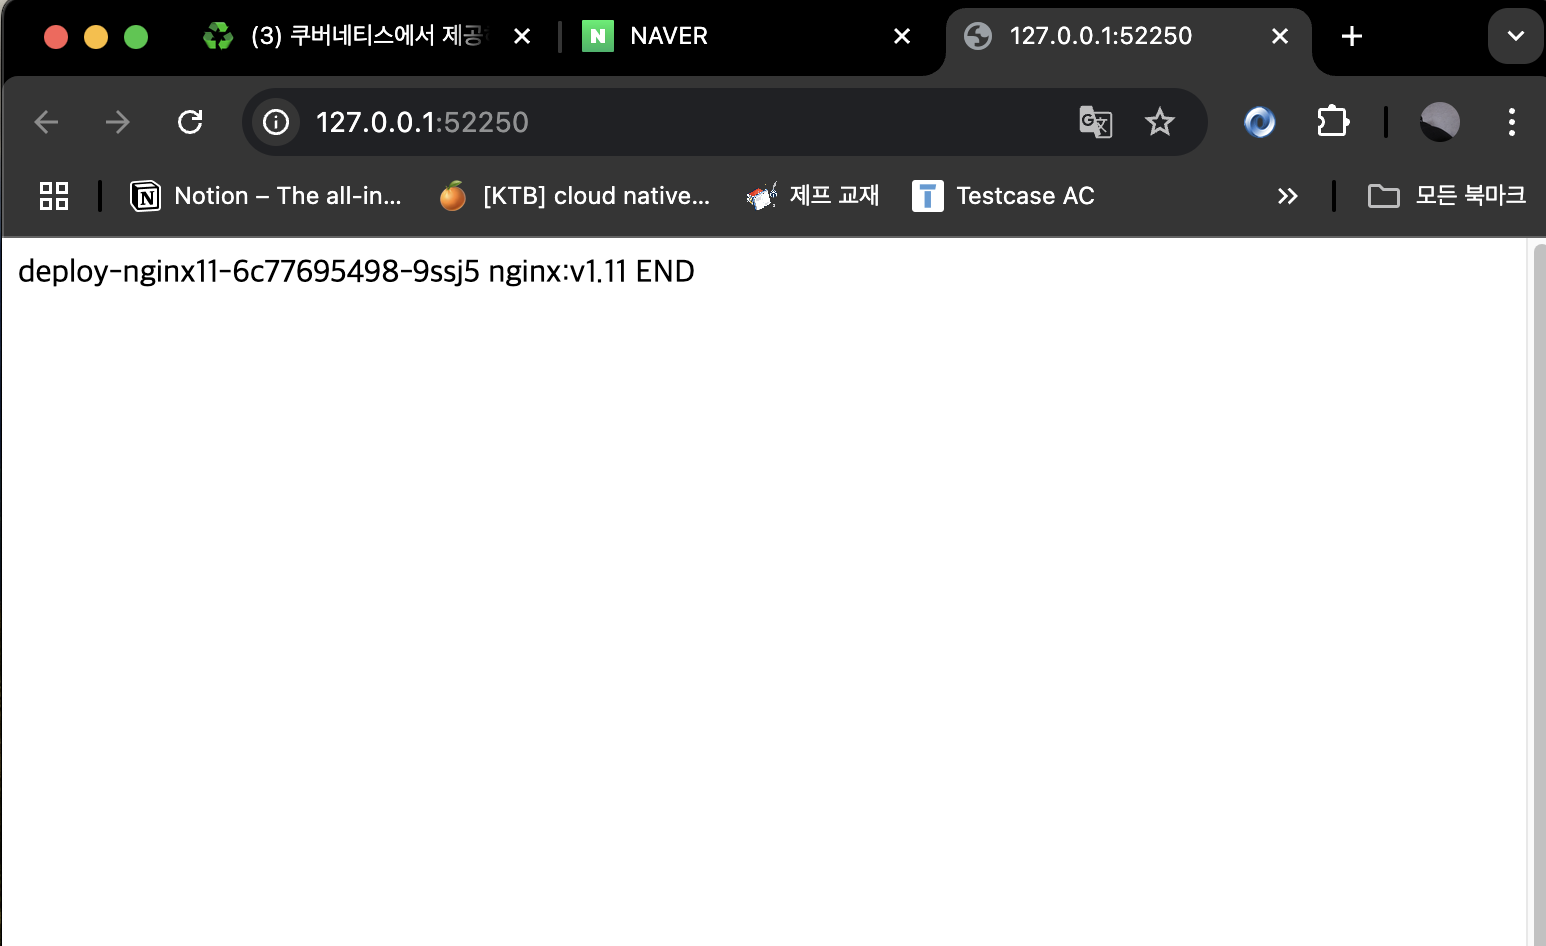 (3) 쿠버네티스에서 제공
NAVER
127.0.0.1:52250
127.0.0.1:52250
Notion – The all-in...
[KTB] cloud native...
제프 교재
Testcase AC
모든 북마크
deploy-nginx11-6c77695498-9ssj5 nginx:v1.11 END